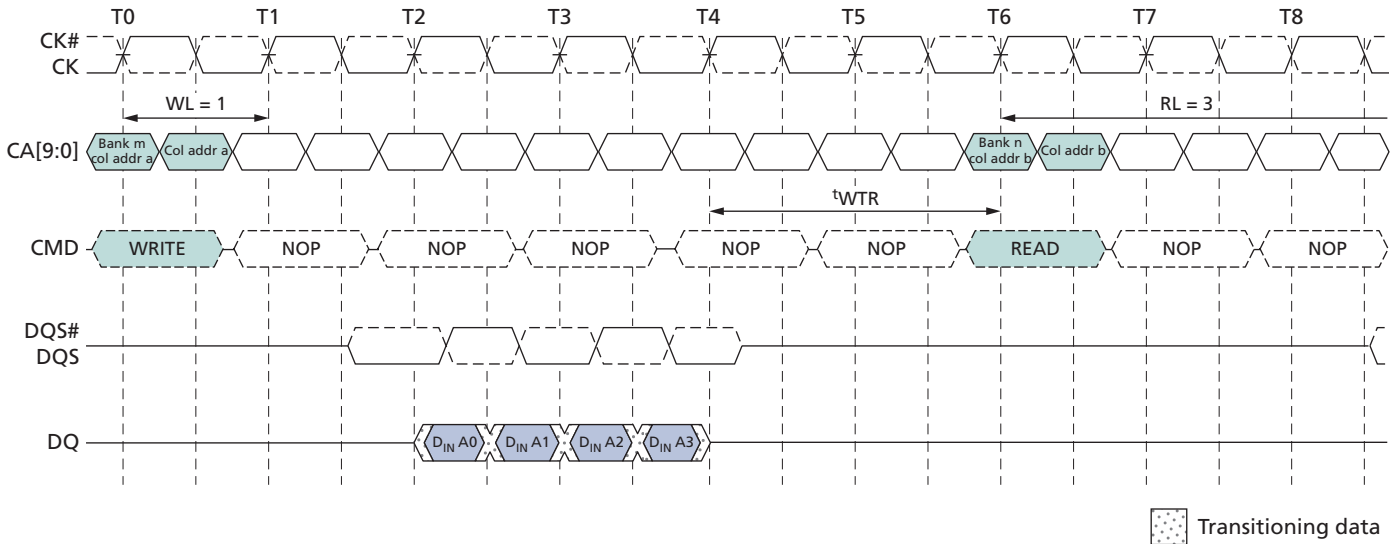 T0 T1 T2 T3 T4 T5 T6 T7 T8
CK#
CK
WL = 1
RL = 3
CA[9:0]
Bank m
col addr a
Col addr a
Bank n
col addr b
Col addr b
tWTR
CMD
WRITE NOP NOP NOP NOP NOP READ NOP NOP
DQS#
DQS
DQ
DIN A0 DIN A1 DIN A2 DIN A3
Transitioning data